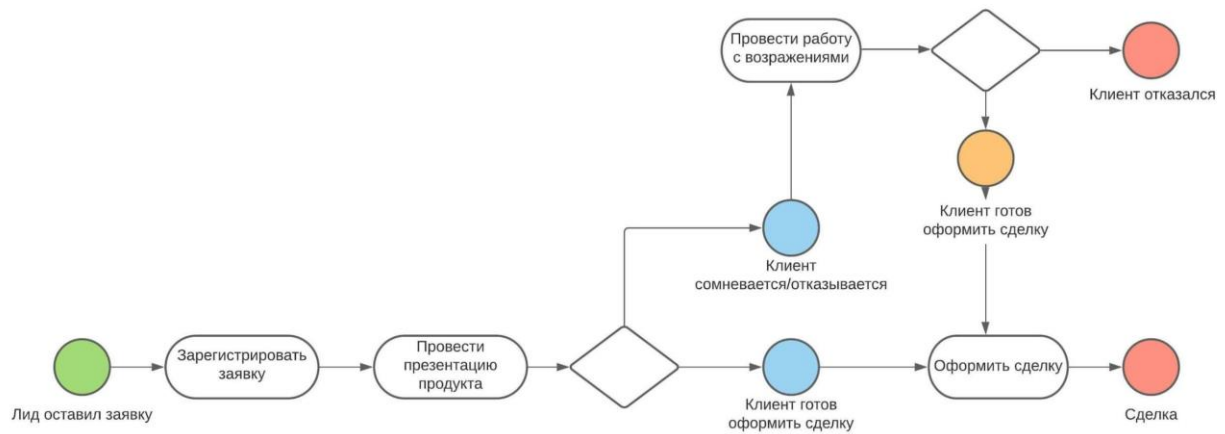 Провести работу
с возражениями
Клиент отказался
Клиент готов
оформить сделку
Клиент
сомневается/отказывается
Зарегистрировать
заявку
Провести
презентацию
продукта
Оформить сделку
Лид оставил заявку
Клиент готов
оформить сделку
Сделка